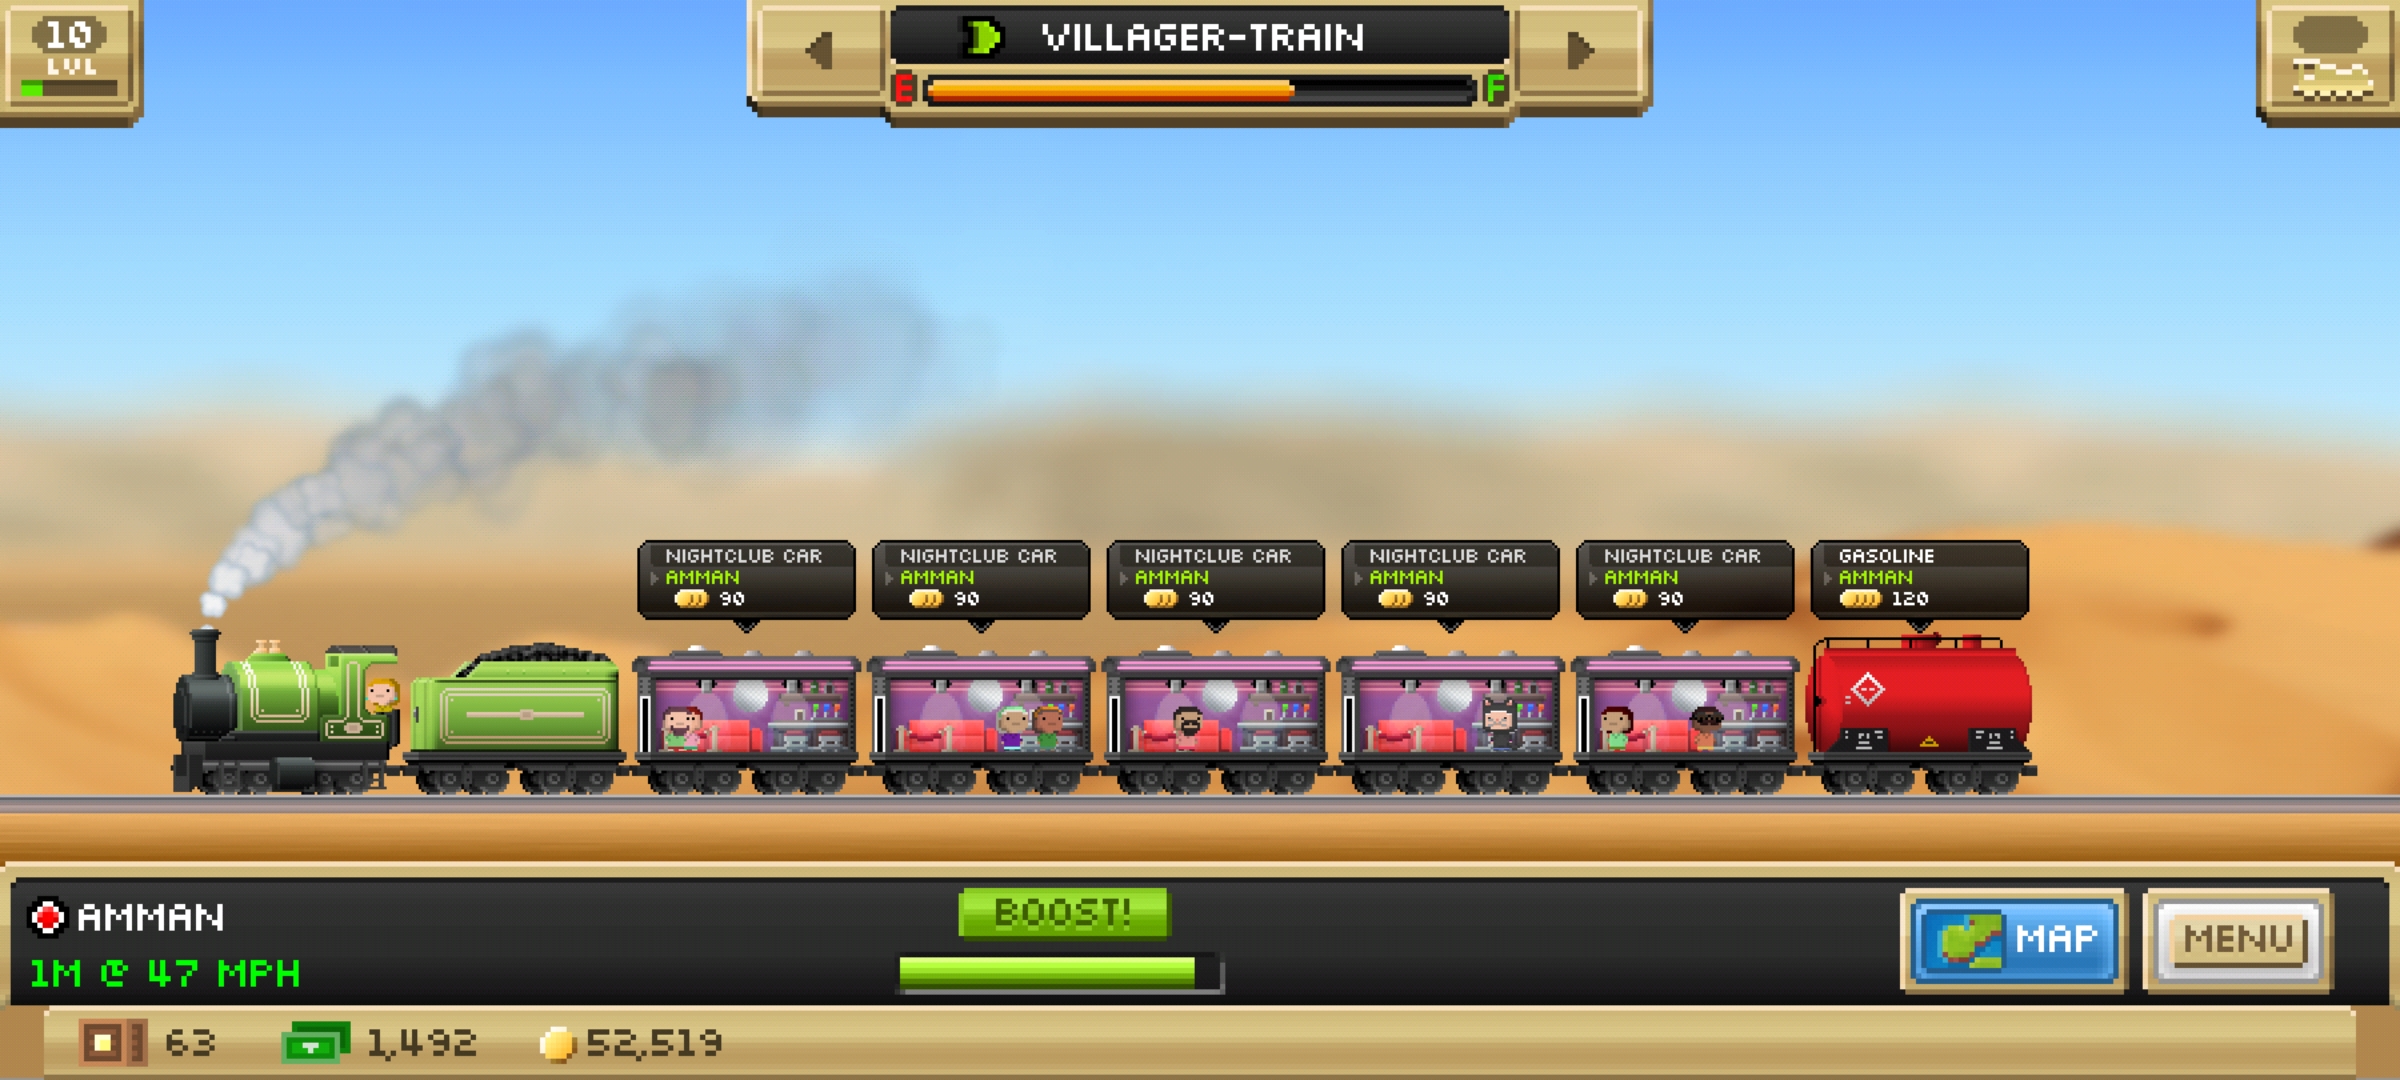 10
LVL
VILLAGER-TRAIN
E F
NIGHTCLUB CAR
AMMAN
90
NIGHTCLUB CAR
AMMAN
90
NIGHTCLUB CAR
AMMAN
90
NIGHTCLUB CAR
AMMAN
90
NIGHTCLUB CAR
AMMAN
90
GASOLINE
AMMAN
120
AMMAN
1M @ 47 MPH
BOOST!
MAP
MENU
63
1,492
52,519